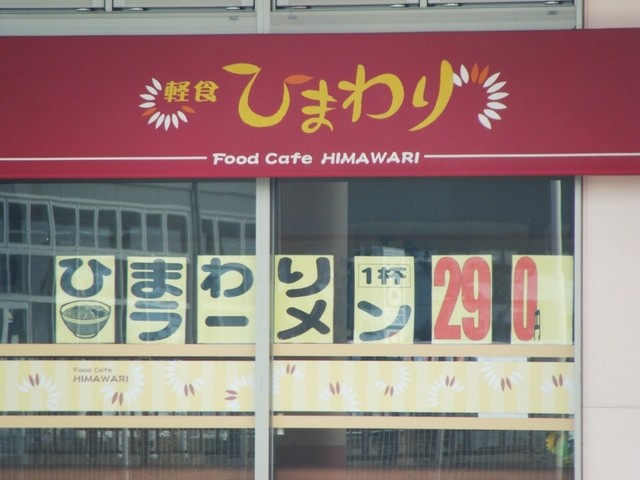 軽食 ひまわり
Food Cafe HIMAWARI
ひまわり 1杯 290円
ラーメン
Food Cafe
HIMAWARI